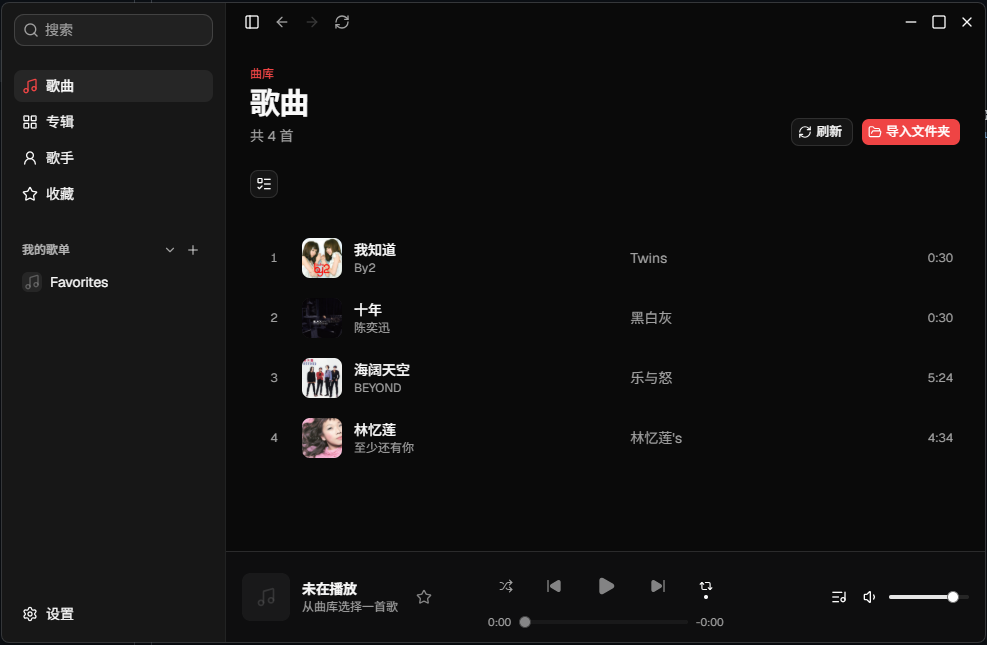 搜索
歌曲
专辑
歌手
收藏
我的歌单
Favorites
设置
曲库
歌曲
共 4 首
刷新
导入文件夹
1
by2
我知道
By2
Twins
0:30
2
十年
陈奕迅
黑白灰
0:30
3
海阔天空
BEYOND
乐与怒
5:24
4
林忆莲
至少还有你
林忆莲's
4:34
未在播放
从曲库选择一首歌
0:00
-0:00